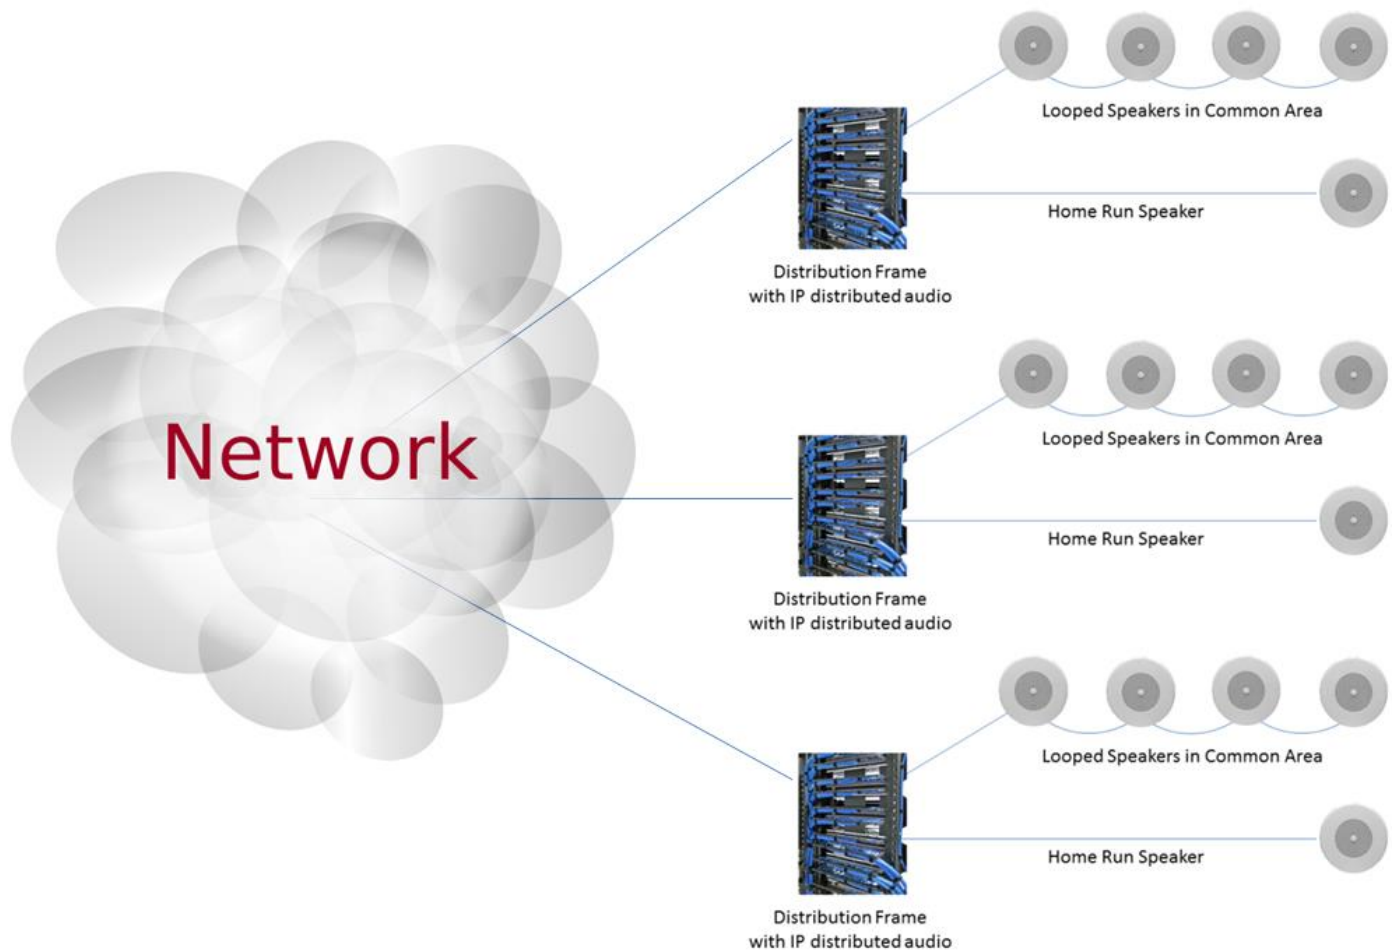 Network
Looped Speakers in Common Area
Home Run Speaker
Distribution Frame
with IP distributed audio
Looped Speakers in Common Area
Home Run Speaker
Distribution Frame
with IP distributed audio
Looped Speakers in Common Area
Home Run Speaker
Distribution Frame
with IP distributed audio